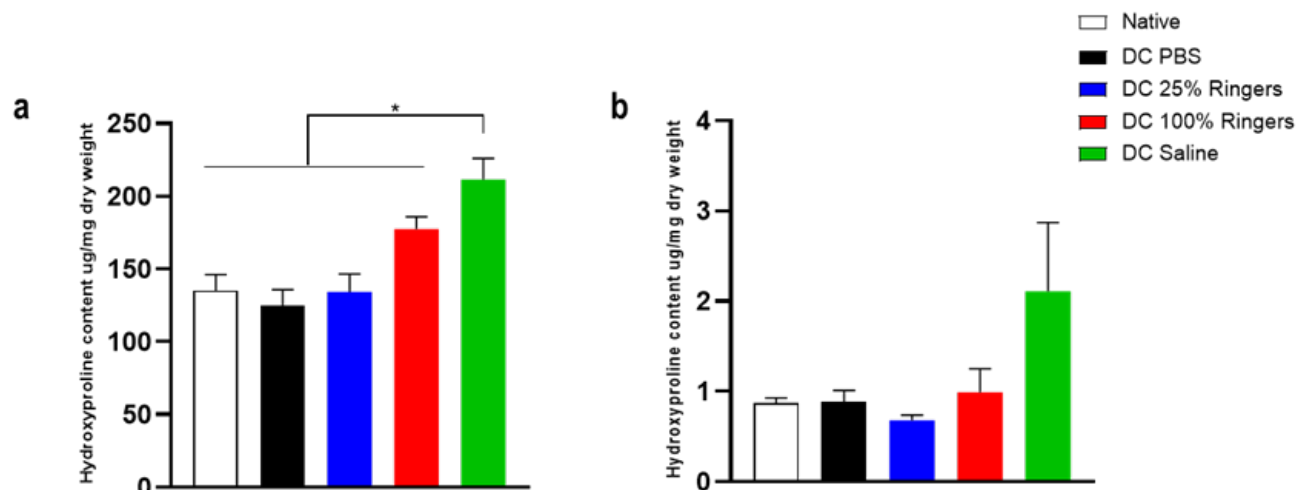 Native
DC PBS
DC 25% Ringers
DC 100% Ringers
DC Saline
a
*
Hydroxyproline content ug/mg dry weight
250
200
150
100
50
0
b
Hydroxyproline content ug/mg dry weight
4
3
2
1
0